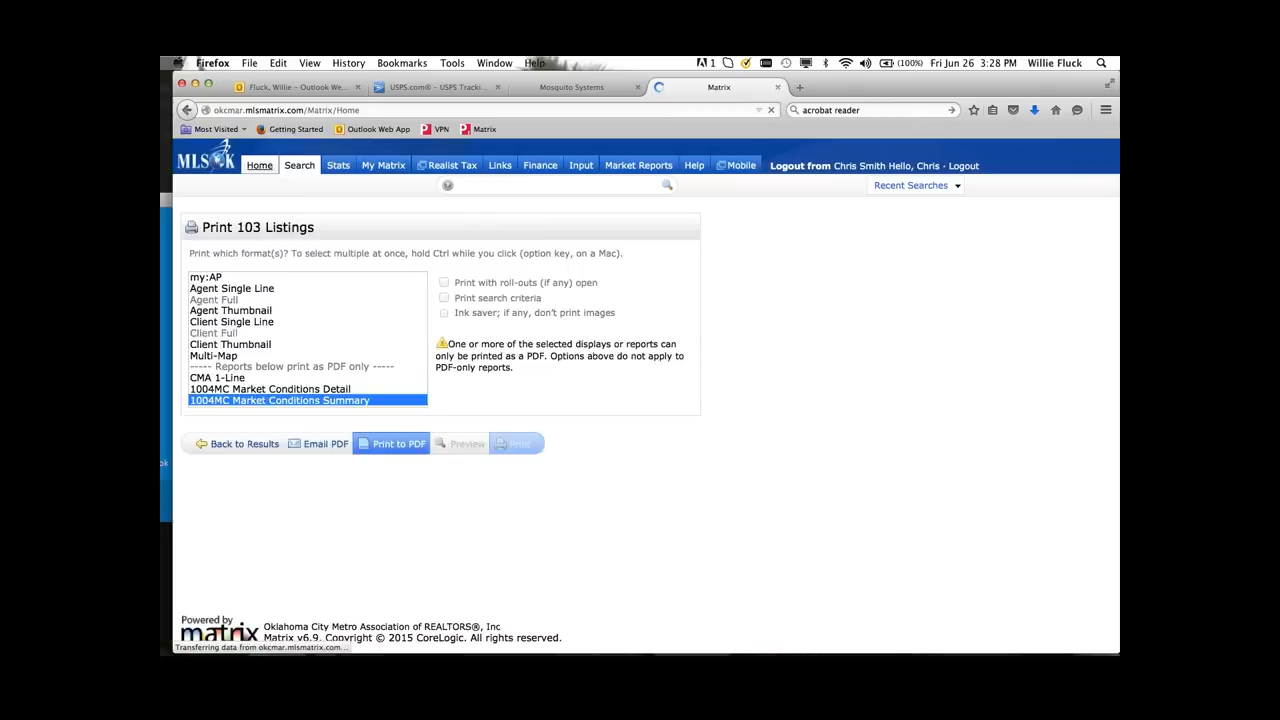 Firefox File Edit View History Bookmarks Tools Window Help 1 (100%) Fri Jun 26 3:28 PM Willie Fluck
Fluck, Willie – Outlook We... × USPS.com® – USPS Tracki... × Mosquito Systems × Matrix × +
okcmar.mlsmatrix.com/Matrix/Home acrobat reader
Most Visited Getting Started Outlook Web App VPN Matrix
MLSOK Home Search Stats My Matrix Realist Tax Links Finance Input Market Reports Help Mobile Logout from Chris Smith Hello, Chris · Logout
Recent Searches
Print 103 Listings
Print which format(s)? To select multiple at once, hold Ctrl while you click (option key, on a Mac).
my:AP
Agent Single Line
Agent Full
Agent Thumbnail
Client Single Line
Client Full
Client Thumbnail
Multi-Map
----- Reports below print as PDF only -----
CMA 1-Line
1004MC Market Conditions Detail
1004MC Market Conditions Summary
Print with roll-outs (if any) open
Print search criteria
Ink saver; if any, don't print images
One or more of the selected displays or reports can
only be printed as a PDF. Options above do not apply to
PDF-only reports.
Back to Results Email PDF Print to PDF Preview Print
ok
Powered by
matrix
Oklahoma City Metro Association of REALTORS®, Inc
Matrix v6.9, Copyright © 2015 CoreLogic. All rights reserved.
Transferring data from okcmar.mlsmatrix.com...